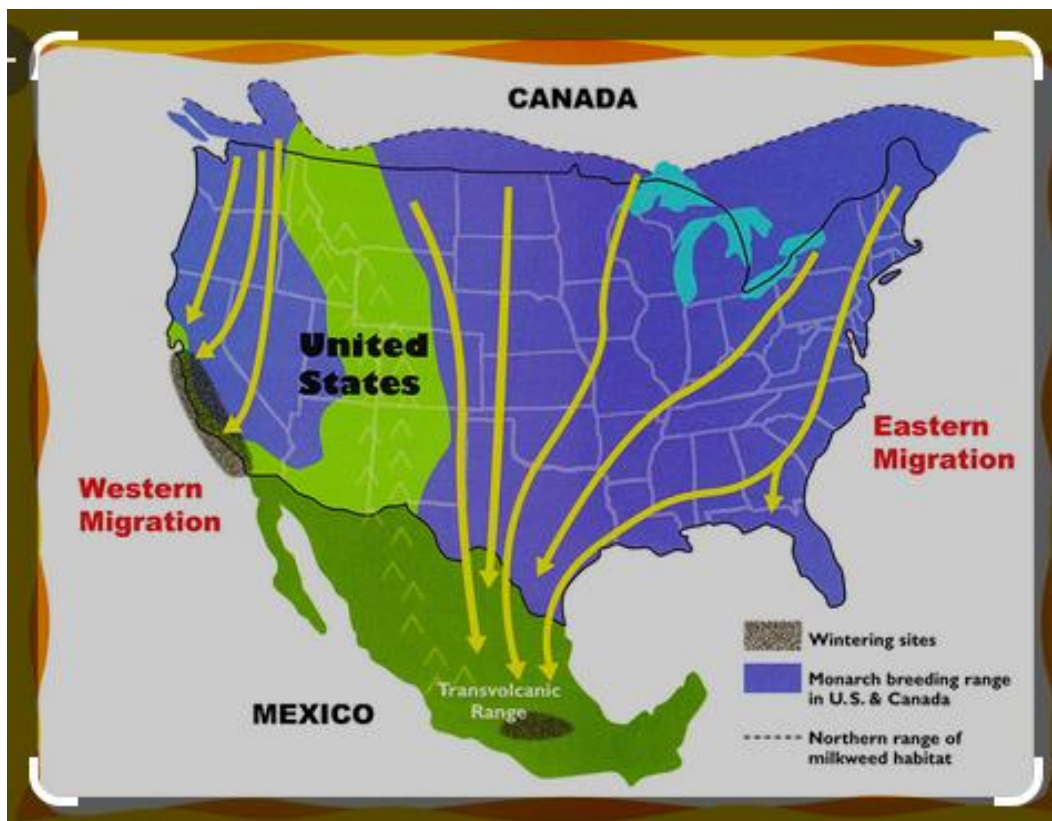 CANADA
United
States
Eastern
Migration
Western
Migration
Wintering sites
Monarch breeding range
in U.S. & Canada
Northern range of
milkweed habitat
Transvolcanic
Range
MEXICO